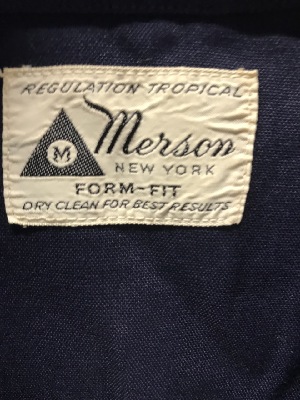 REGULATION TROPICAL
Merson
M
NEW YORK
FORM-FIT
DRY CLEAN FOR BEST RESULTS